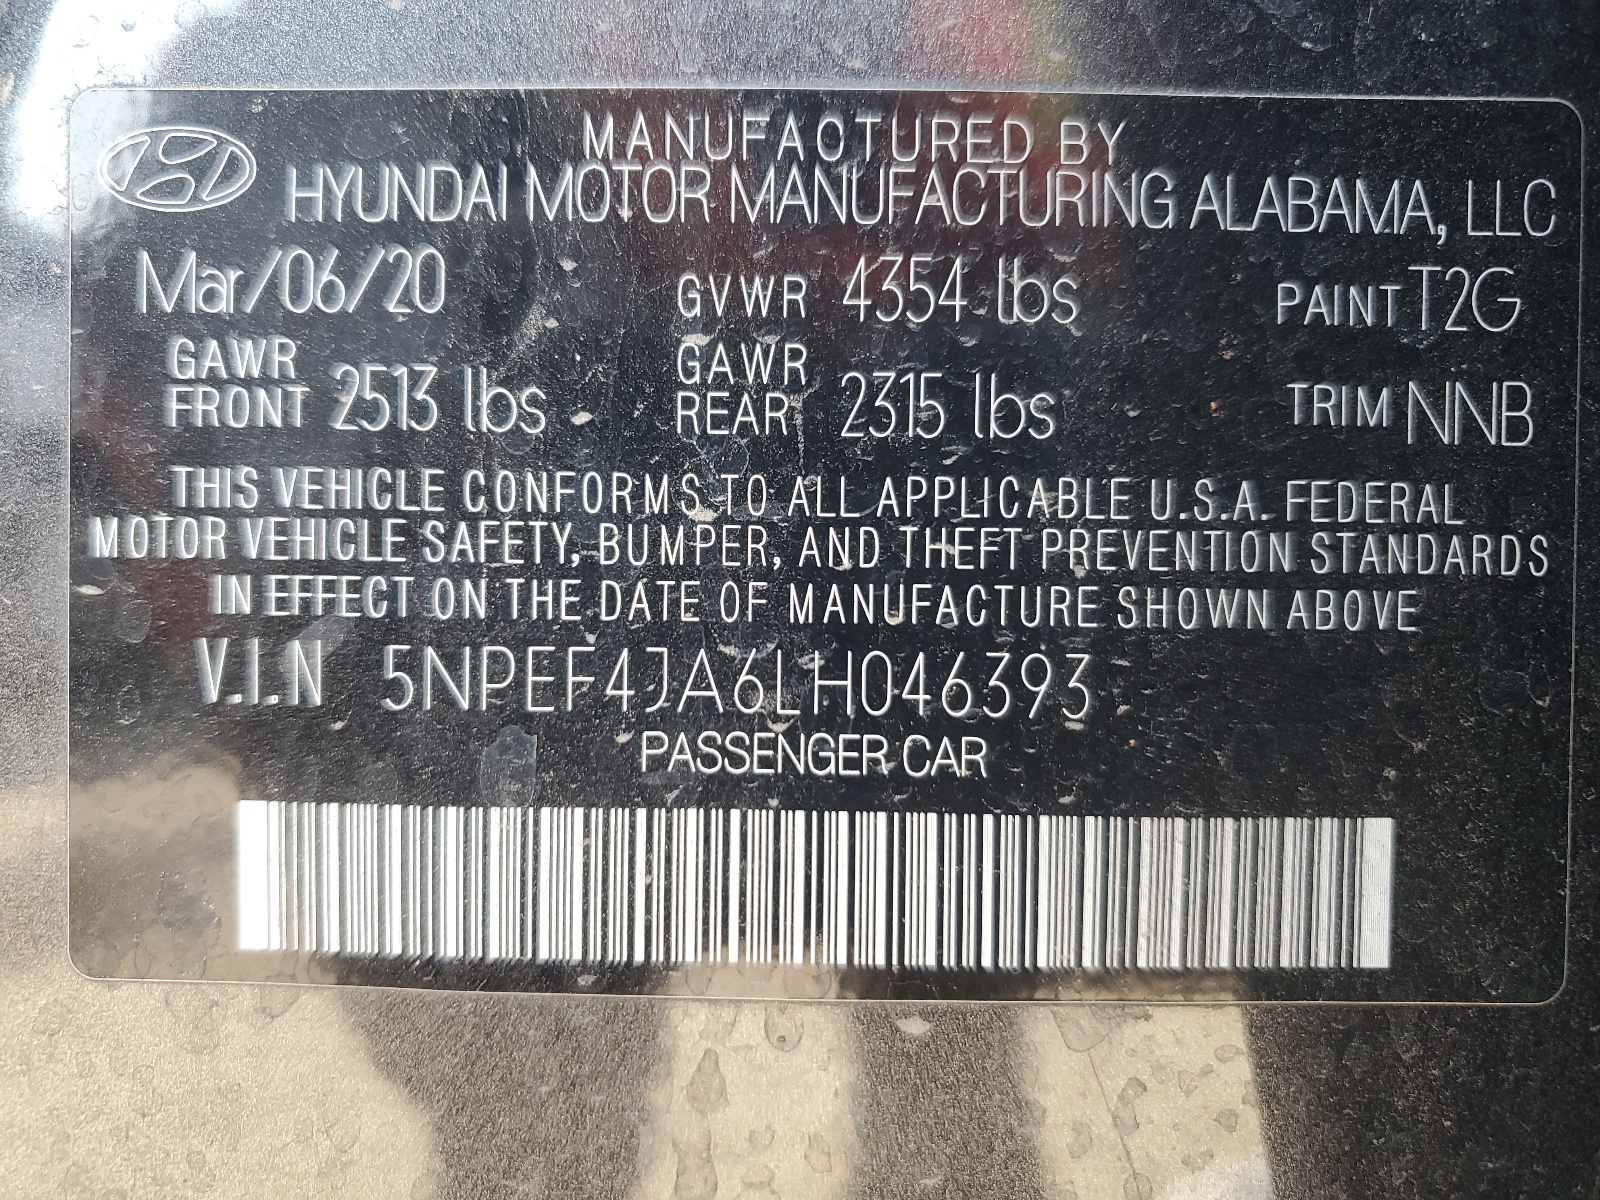 MANUFACTURED BY
HYUNDAI MOTOR MANUFACTURING ALABAMA, LLC
Mar/06/20 GVWR 4354 lbs PAINT T2G
GAWR FRONT 2513 lbs GAWR REAR 2315 lbs TRIM NNB
THIS VEHICLE CONFORMS TO ALL APPLICABLE U.S.A. FEDERAL
MOTOR VEHICLE SAFETY, BUMPER, AND THEFT PREVENTION STANDARDS
IN EFFECT ON THE DATE OF MANUFACTURE SHOWN ABOVE
V.I.N 5NPEF4JA6LH046393
PASSENGER CAR